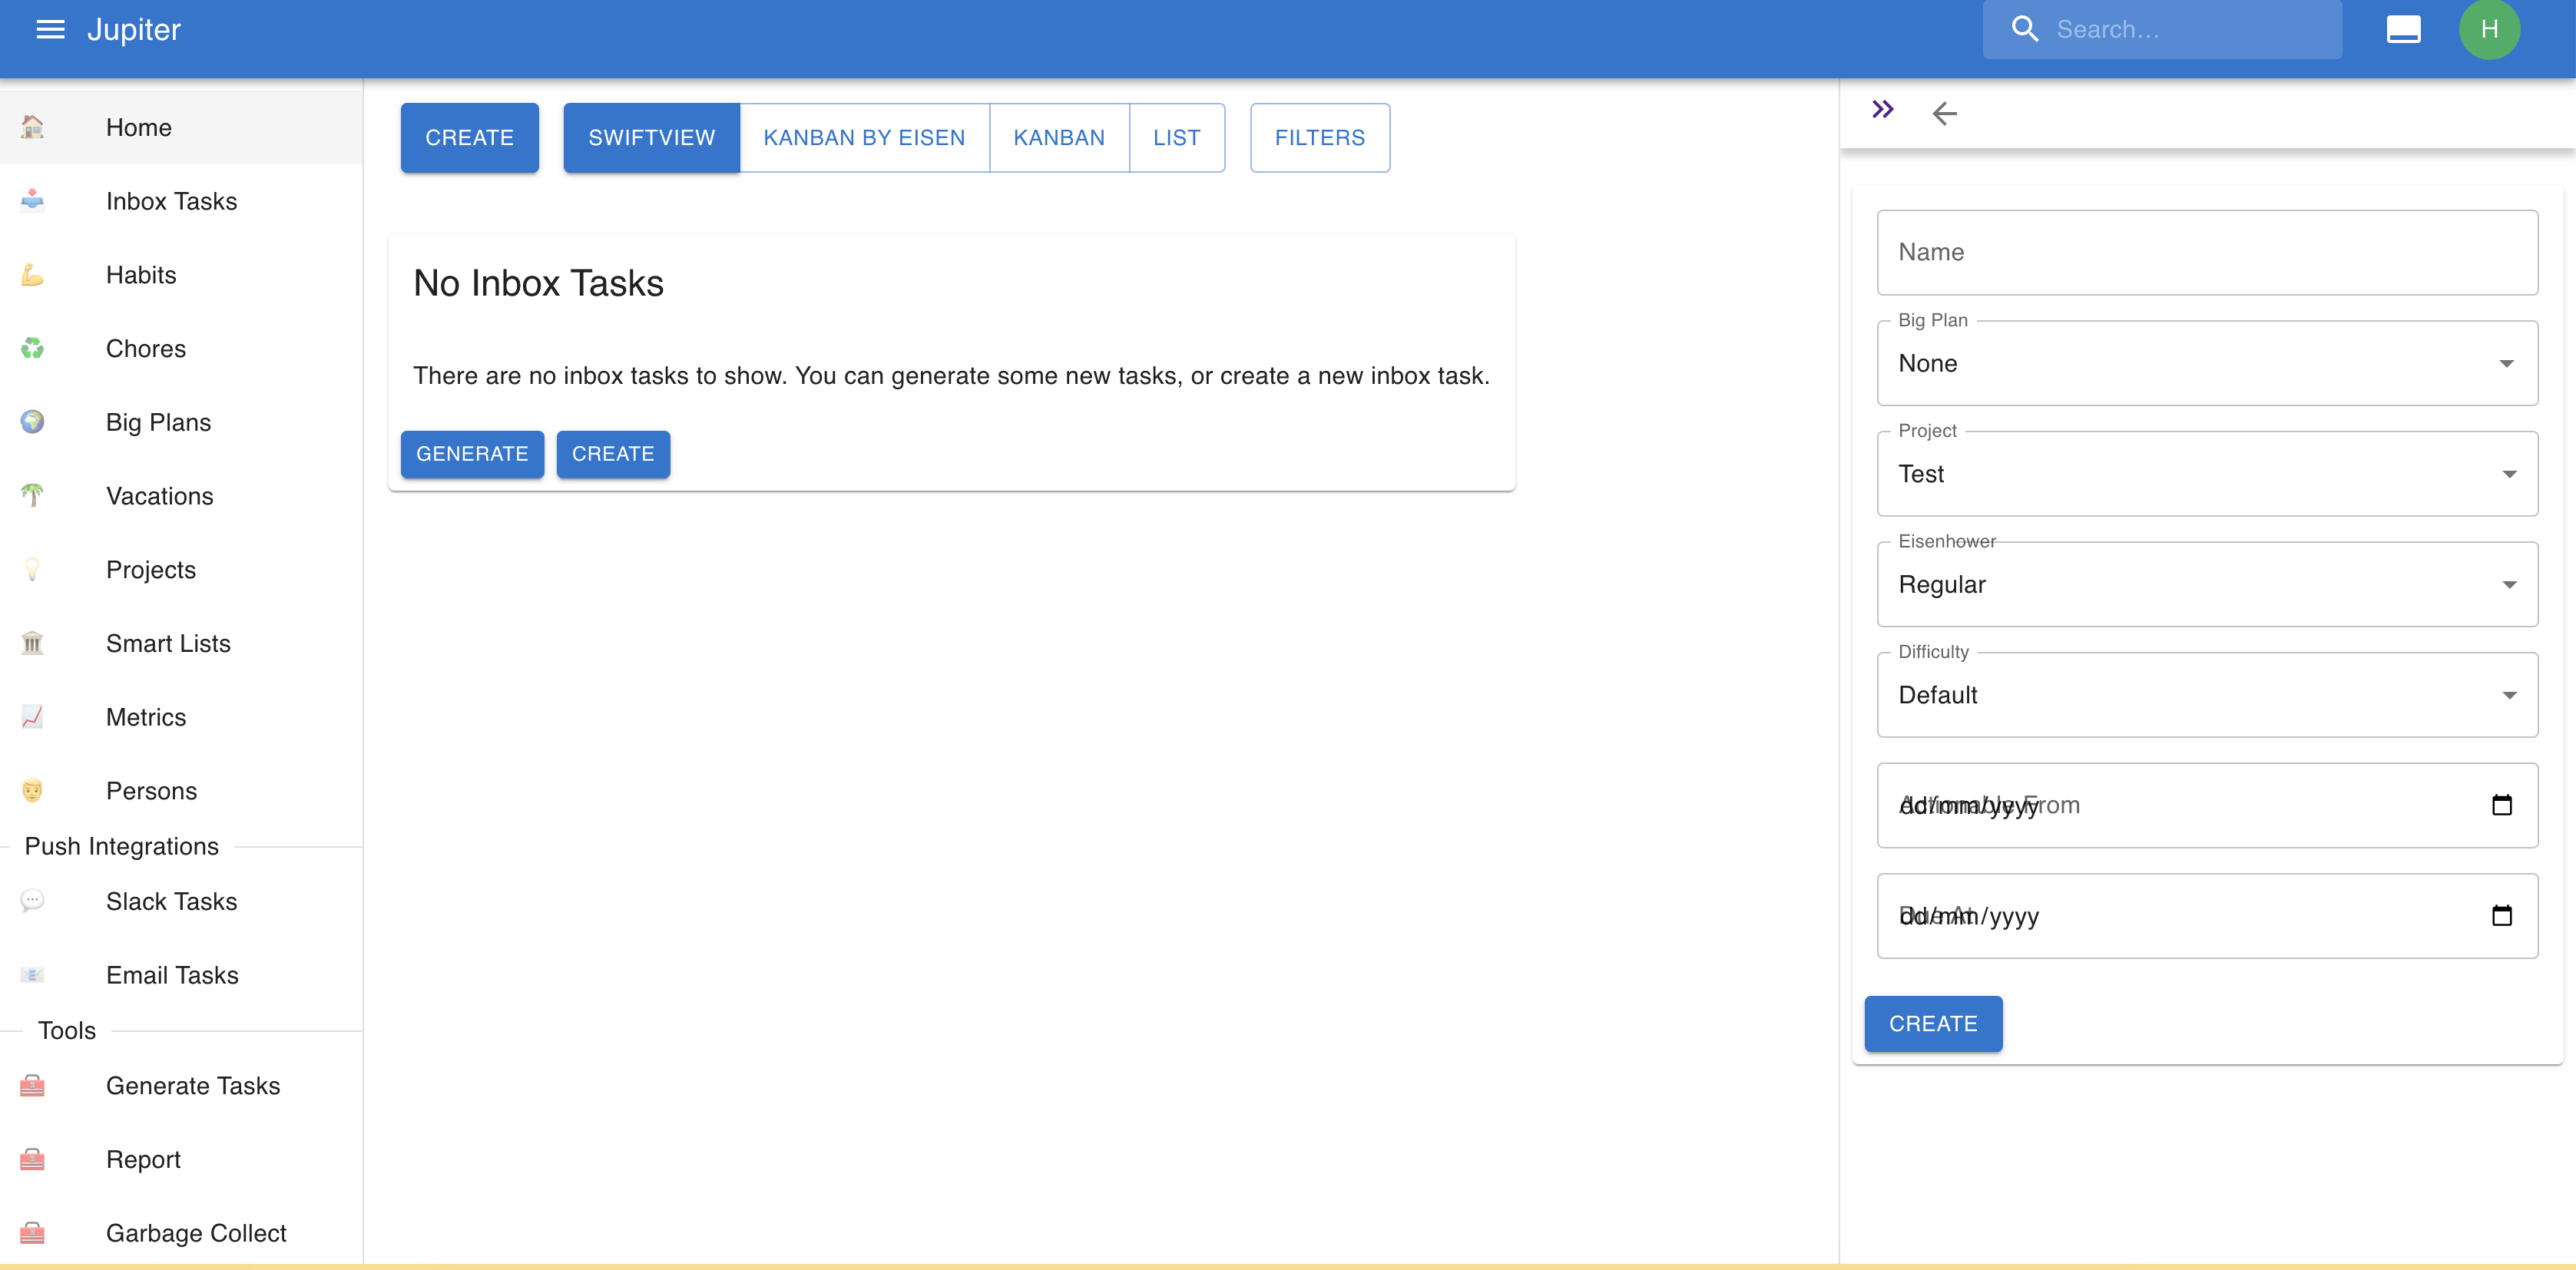 Jupiter
Search...
H
Home
Inbox Tasks
Habits
Chores
Big Plans
Vacations
Projects
Smart Lists
Metrics
Persons
Push Integrations
Slack Tasks
Email Tasks
Tools
Generate Tasks
Report
Garbage Collect
CREATE
SWIFTVIEW
KANBAN BY EISEN
KANBAN
LIST
FILTERS
No Inbox Tasks
There are no inbox tasks to show. You can generate some new tasks, or create a new inbox task.
GENERATE
CREATE
Name
Big Plan
None
Project
Test
Eisenhower
Regular
Difficulty
Default
Actionable From
dd/mm/yyyy
Due At
dd/mm/yyyy
CREATE